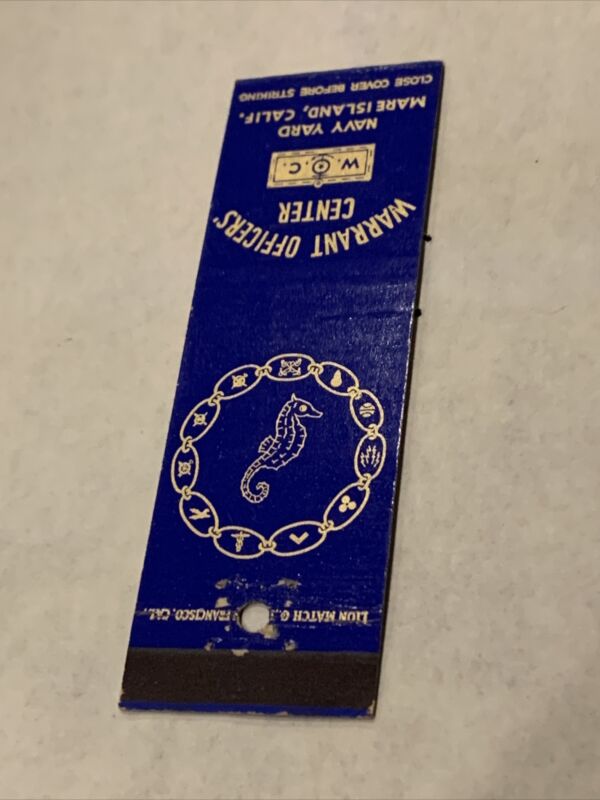 WARRANT OFFICERS'
CENTER
W. O. C.
NAVY YARD
MARE ISLAND, CALIF.
CLOSE COVER BEFORE STRIKING
LION MATCH FRANCISCO, CAL.